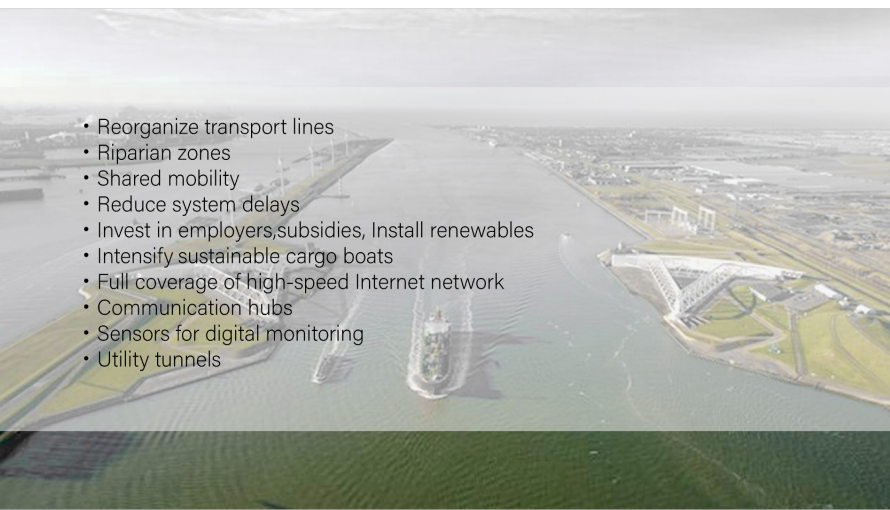 • Reorganize transport lines
• Riparian zones
• Shared mobility
• Reduce system delays
• Invest in employers,subsidies, Install renewables
• Intensify sustainable cargo boats
• Full coverage of high-speed Internet network
• Communication hubs
• Sensors for digital monitoring
• Utility tunnels